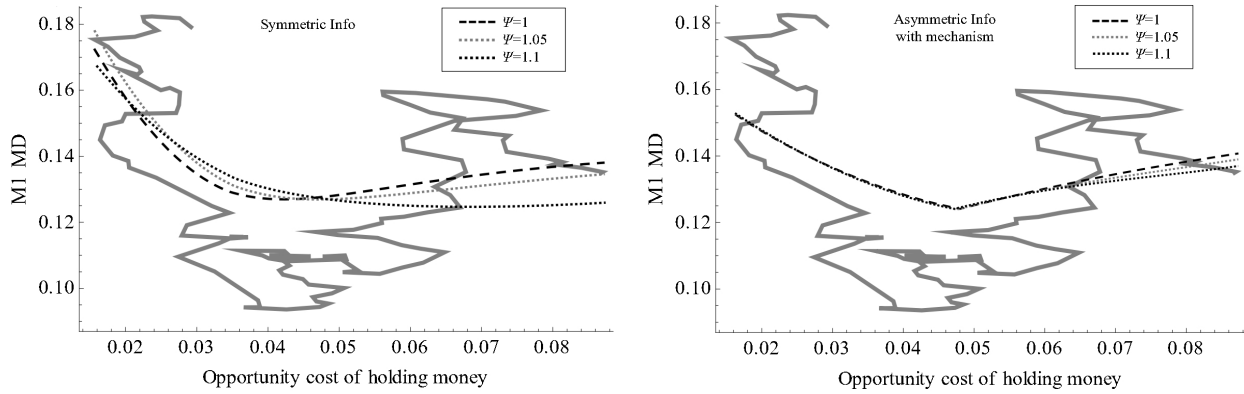 Symmetric Info
Ψ=1
Ψ=1.05
Ψ=1.1
M1 MD
0.18
0.16
0.14
0.12
0.10
0.02 0.03 0.04 0.05 0.06 0.07 0.08
Opportunity cost of holding money
Asymmetric Info
with mechanism
Ψ=1
Ψ=1.05
Ψ=1.1
M1 MD
0.18
0.16
0.14
0.12
0.10
0.02 0.03 0.04 0.05 0.06 0.07 0.08
Opportunity cost of holding money